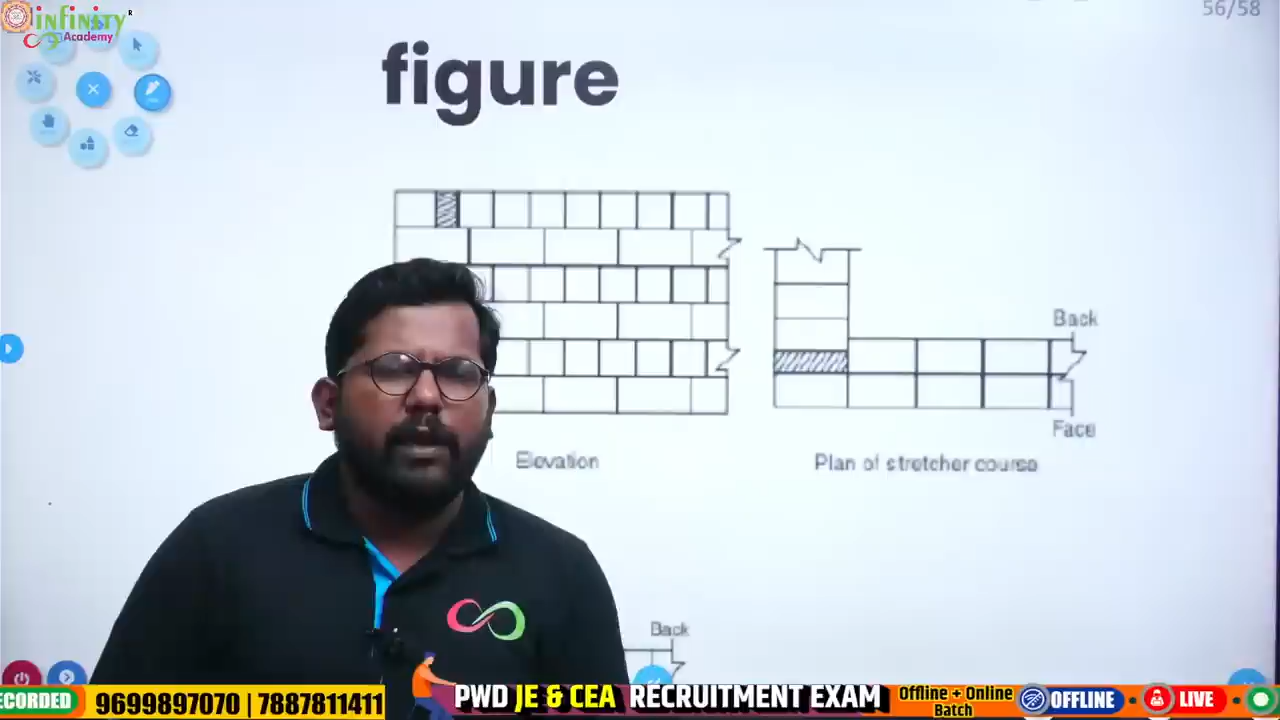 infinity
Academy
56/58
figure
Back
Face
Elevation
Plan of stretcher course
Back
RECORDED
9699897070 | 7887811411
PWD JE & CEA RECRUITMENT EXAM
Offline + Online
Batch
OFFLINE
LIVE